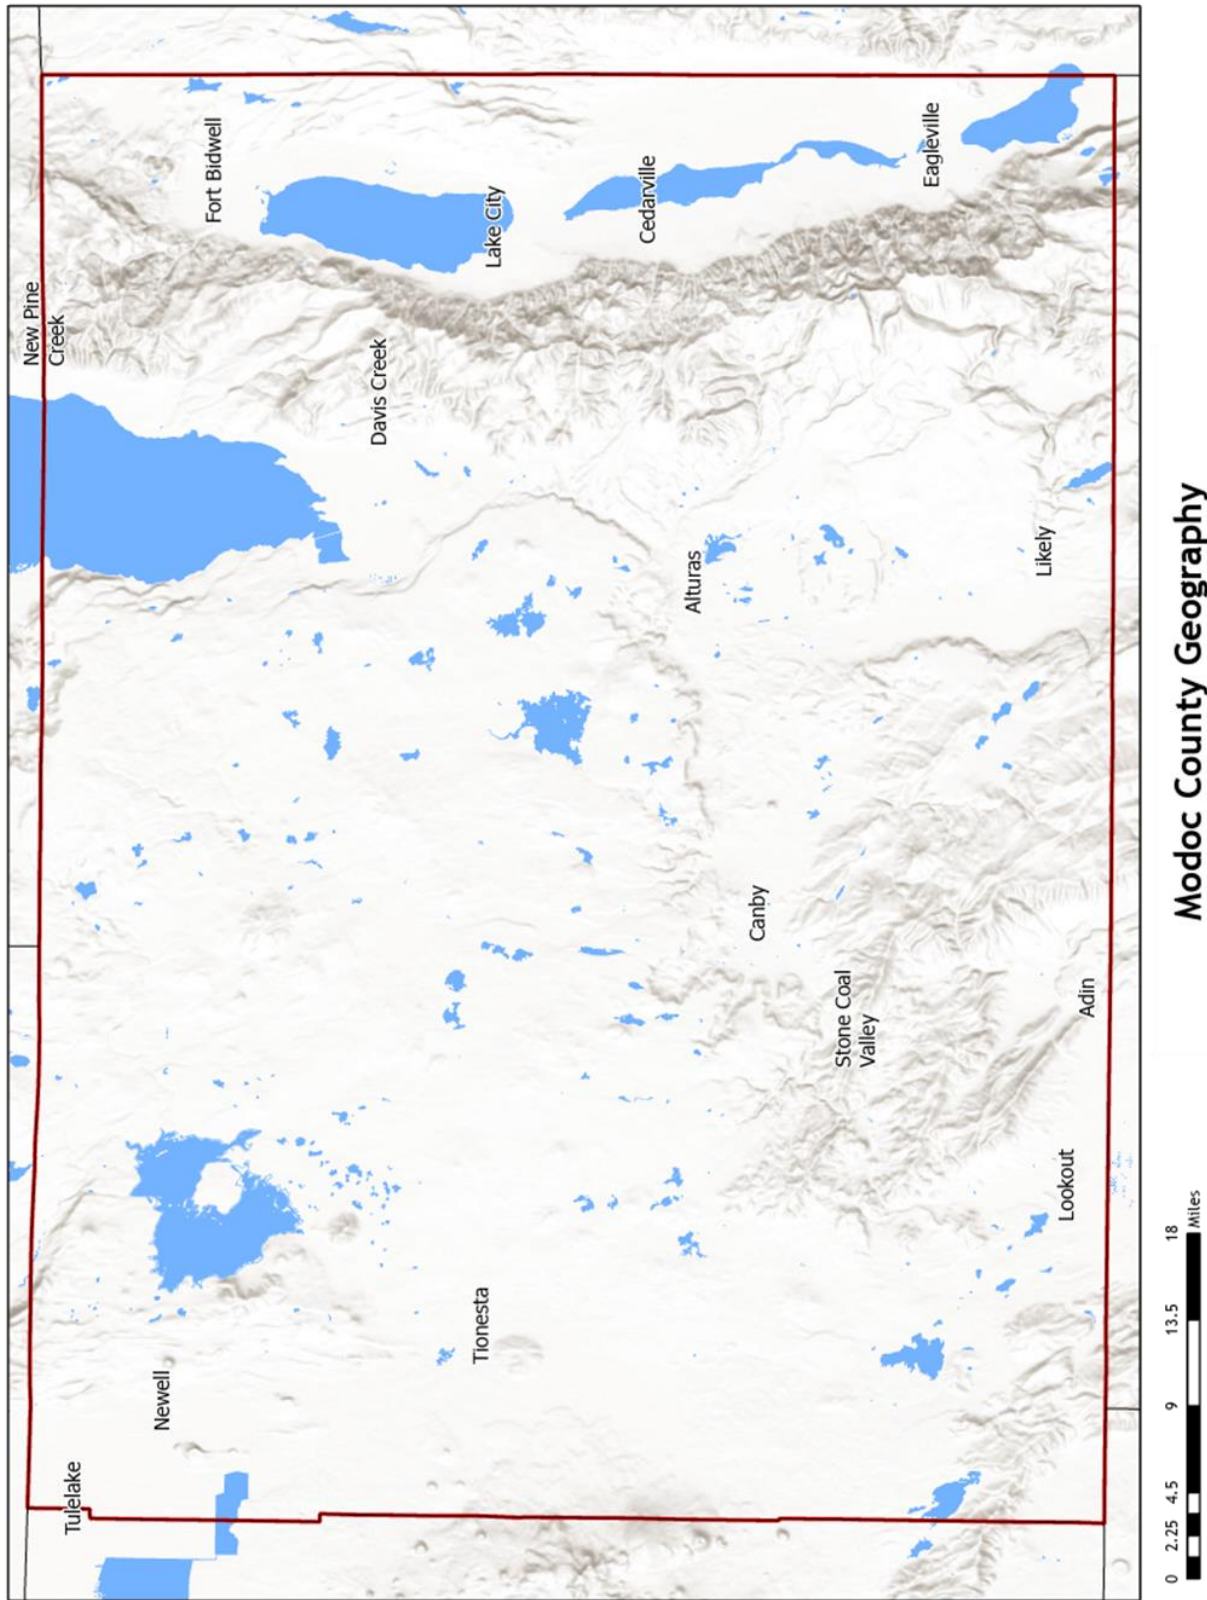 New Pine
Creek
Fort Bidwell
Lake City
Cedarville
Eagleville
Davis Creek
Alturas
Likely
Canby
Stone Coal
Valley
Adin
Lookout
Tionesta
Newell
Tulelake
0 2.25 4.5 9 13.5 18
Miles
Modoc County Geography